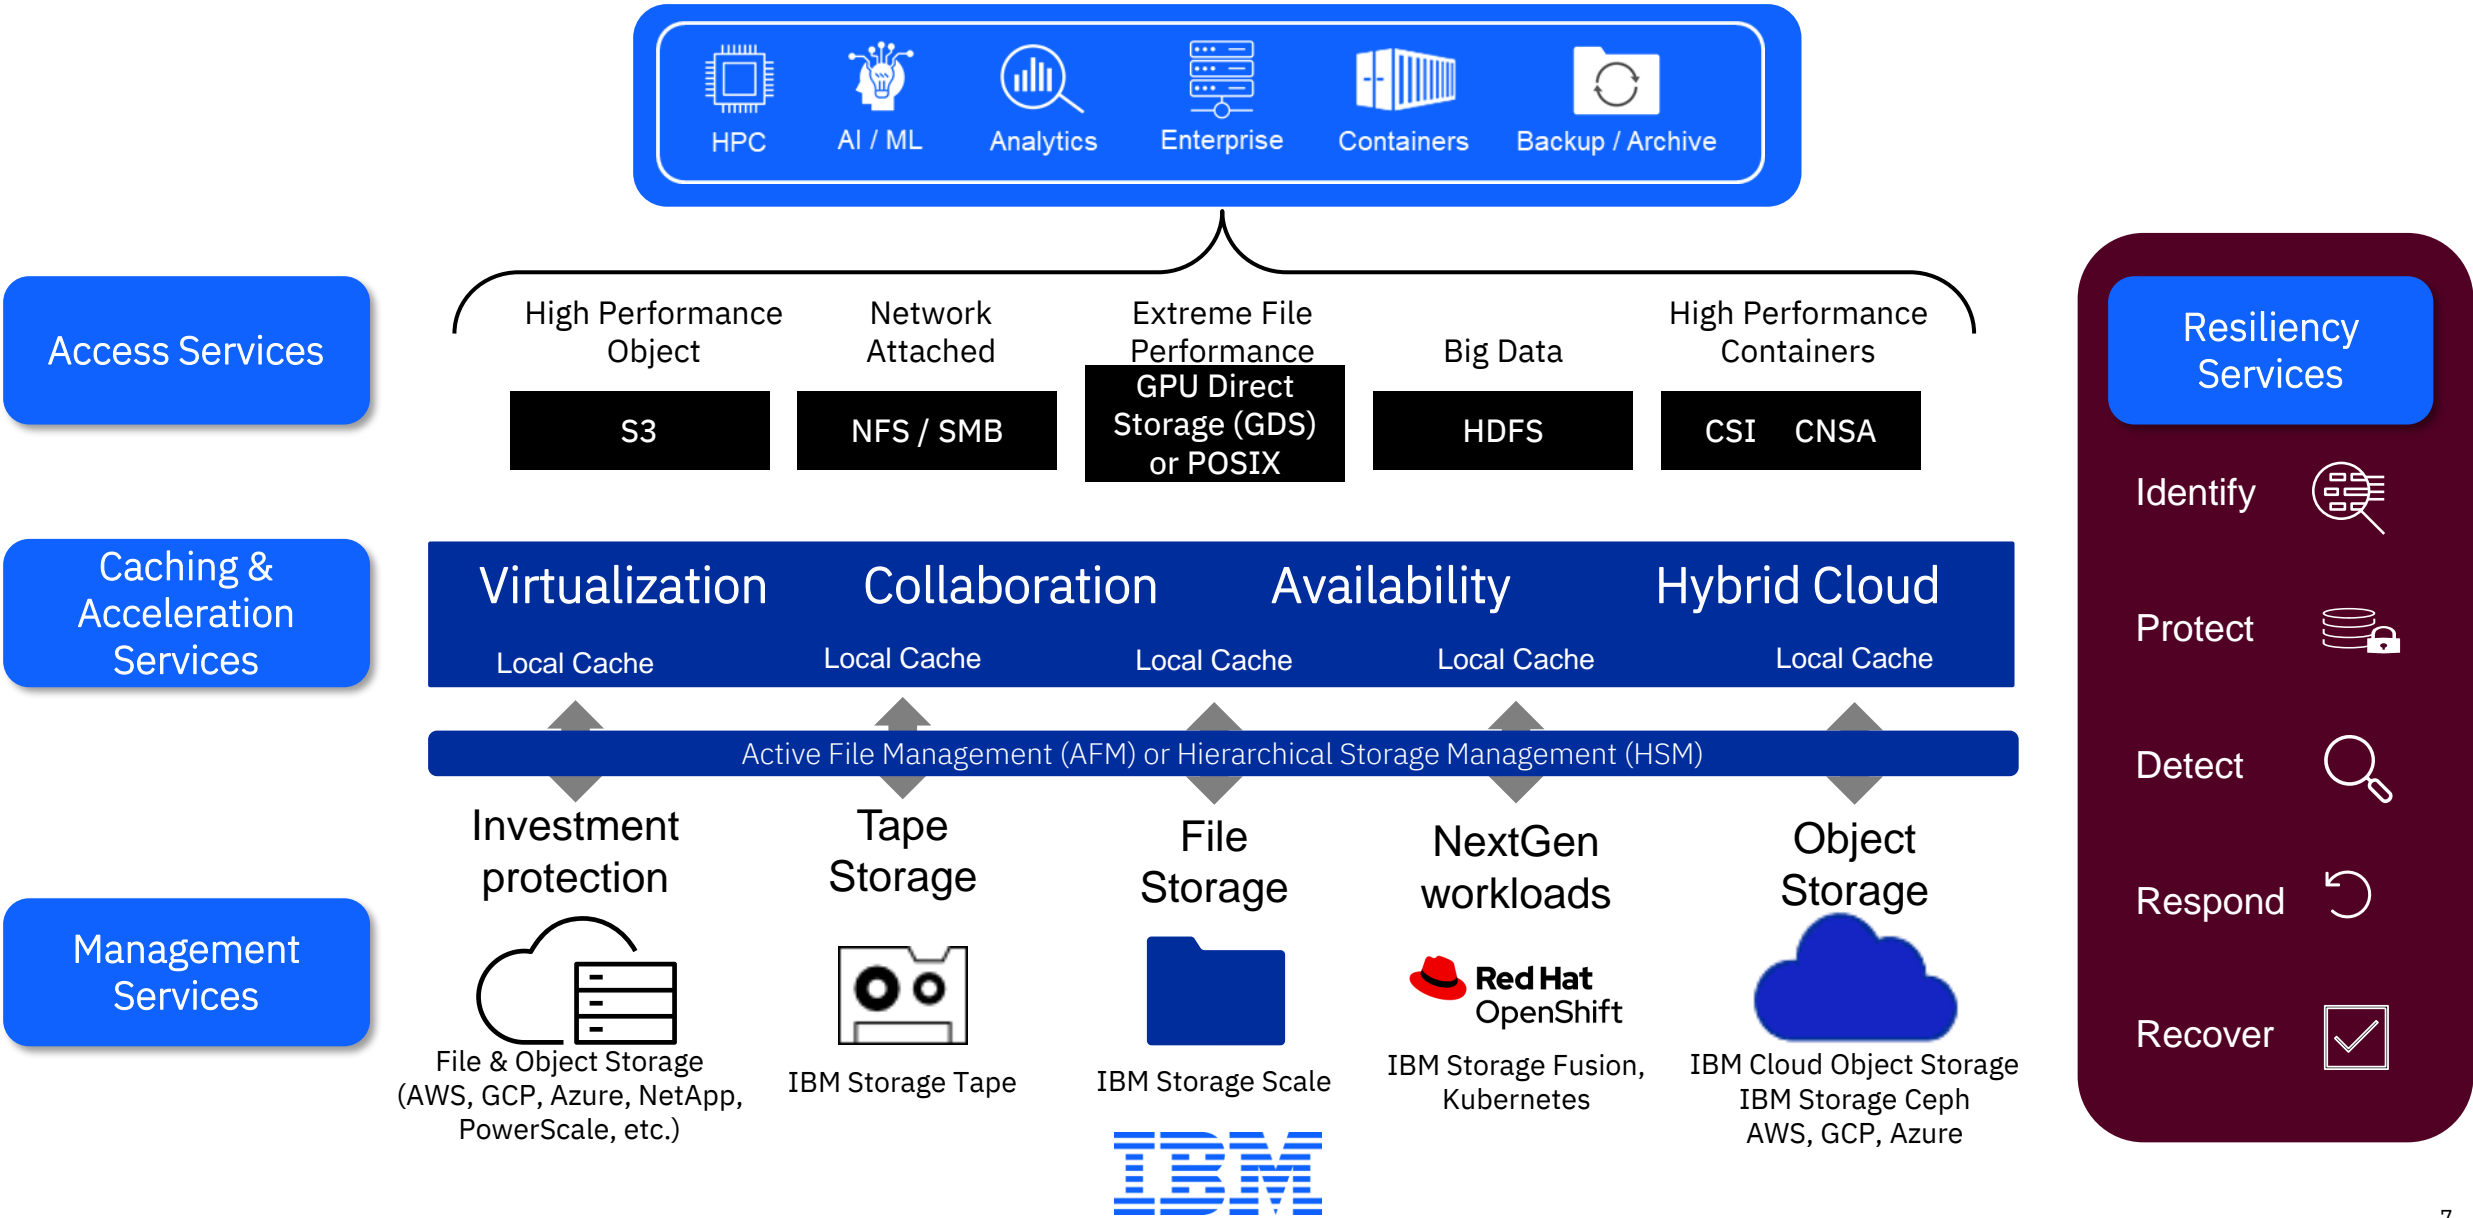 HPC
AI / ML
Analytics
Enterprise
Containers
Backup / Archive
Access Services
High Performance
Object
S3
Network
Attached
NFS / SMB
Extreme File
Performance
GPU Direct
Storage (GDS)
or POSIX
Big Data
HDFS
High Performance
Containers
CSI CNSA
Caching &
Acceleration
Services
Virtualization
Collaboration
Availability
Hybrid Cloud
Local Cache
Local Cache
Local Cache
Local Cache
Local Cache
Active File Management (AFM) or Hierarchical Storage Management (HSM)
Management
Services
Investment
protection
File & Object Storage
(AWS, GCP, Azure, NetApp,
PowerScale, etc.)
Tape
Storage
IBM Storage Tape
File
Storage
IBM Storage Scale
NextGen
workloads
Red Hat
OpenShift
IBM Storage Fusion,
Kubernetes
Object
Storage
IBM Cloud Object Storage
IBM Storage Ceph
AWS, GCP, Azure
IBM
Resiliency
Services
Identify
Protect
Detect
Respond
Recover